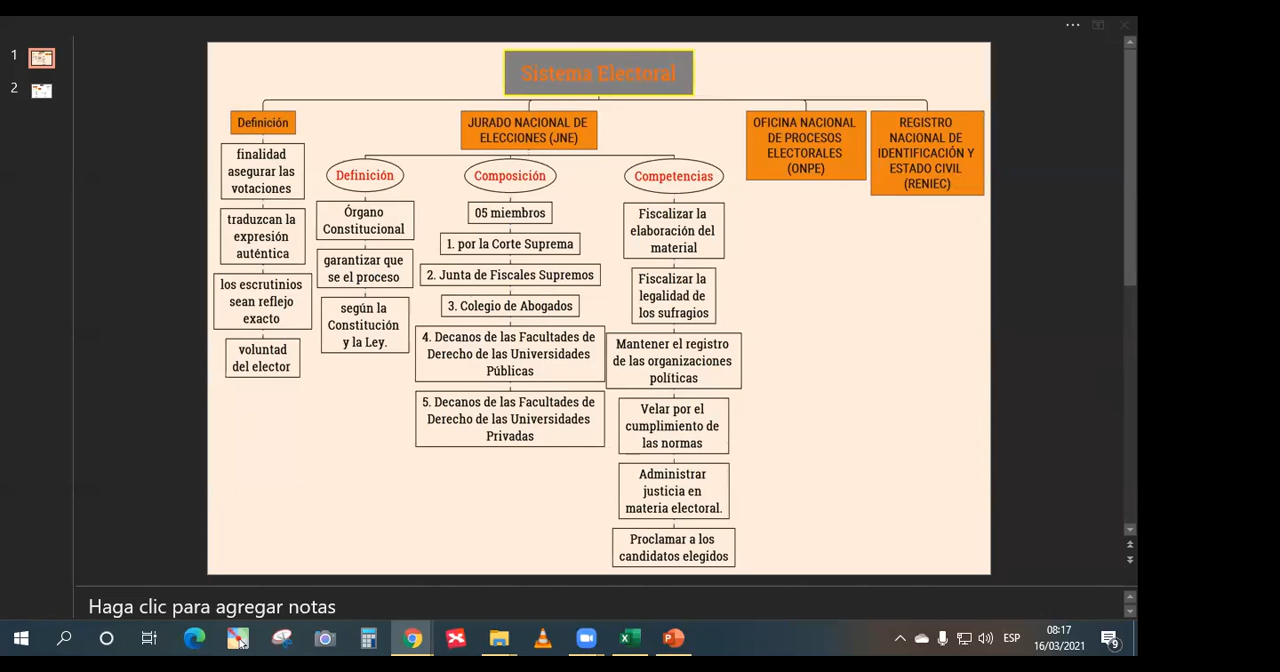 1
2
Sistema Electoral
Definición
finalidad
asegurar las
votaciones
traduzcan la
expresión
auténtica
los escrutinios
sean reflejo
exacto
voluntad
del elector
JURADO NACIONAL DE
ELECCIONES (JNE)
Definición
Órgano
Constitucional
garantizar que
se el proceso
según la
Constitución
y la Ley.
Composición
05 miembros
1. por la Corte Suprema
2. Junta de Fiscales Supremos
3. Colegio de Abogados
4. Decanos de las Facultades de
Derecho de las Universidades
Públicas
5. Decanos de las Facultades de
Derecho de las Universidades
Privadas
Competencias
Fiscalizar la
elaboración del
material
Fiscalizar la
legalidad de
los sufragios
Mantener el registro
de las organizaciones
políticas
Velar por el
cumplimiento de
las normas
Administrar
justicia en
materia electoral.
Proclamar a los
candidatos elegidos
OFICINA NACIONAL
DE PROCESOS
ELECTORALES
(ONPE)
REGISTRO
NACIONAL DE
IDENTIFICACIÓN Y
ESTADO CIVIL
(RENIEC)
Haga clic para agregar notas
ESP
08:17
16/03/2021
9